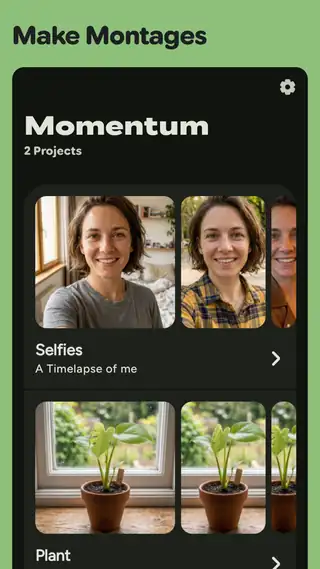 Make Montages
Momentum
2 Projects
Selfies
A Timelapse of me
Plant